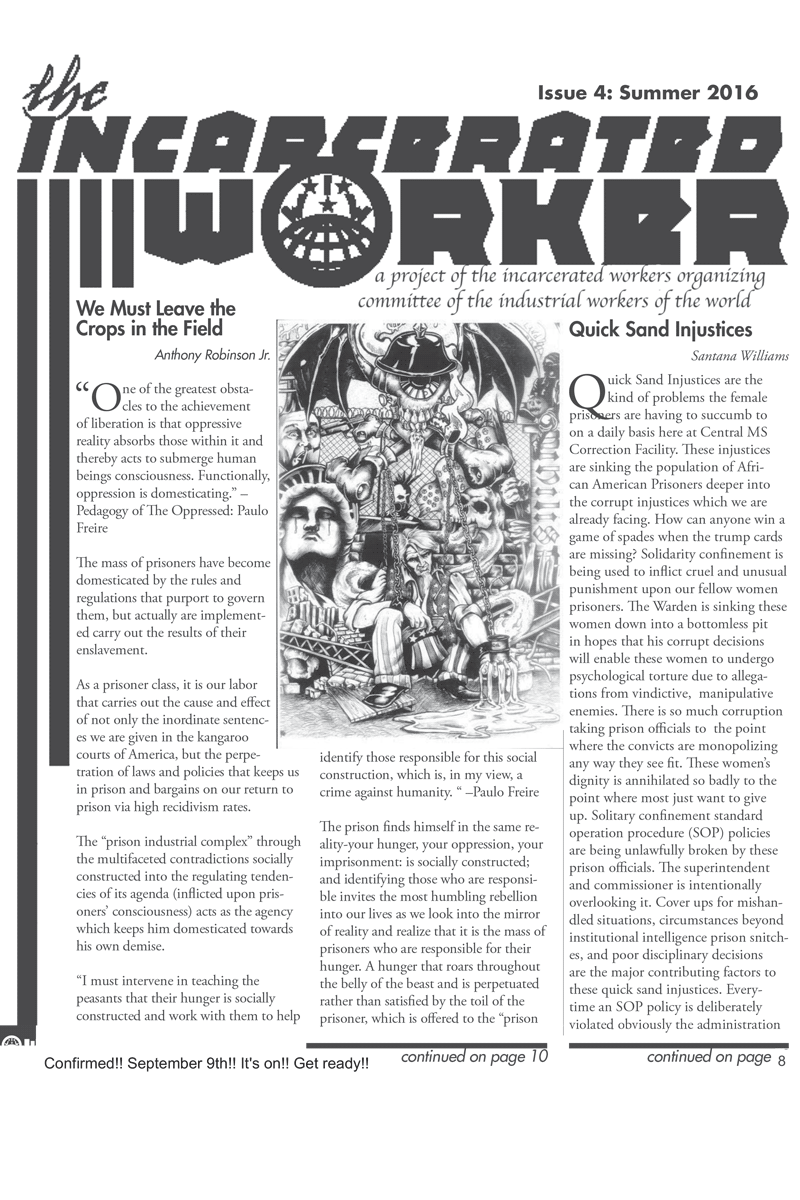 the
Issue 4: Summer 2016
INCARCERATED
WORKER
a project of the incarcerated workers organizing
committee of the industrial workers of the world
We Must Leave the
Crops in the Field
Anthony Robinson Jr.
“One of the greatest obsta-
cles to the achievement
of liberation is that oppressive
reality absorbs those within it and
thereby acts to submerge human
beings consciousness. Functionally,
oppression is domesticating.” –
Pedagogy of The Oppressed: Paulo
Freire
The mass of prisoners have become
domesticated by the rules and
regulations that purport to govern
them, but actually are implement-
ed carry out the results of their
enslavement.
As a prisoner class, it is our labor
that carries out the cause and effect
of not only the inordinate sentenc-
es we are given in the kangaroo
courts of America, but the perpe-
tration of laws and policies that keeps us
in prison and bargains on our return to
prison via high recidivism rates.
The “prison industrial complex” through
the multifaceted contradictions socially
constructed into the regulating tenden-
cies of its agenda (inflicted upon pris-
oners’ consciousness) acts as the agency
which keeps him domesticated towards
his own demise.
“I must intervene in teaching the
peasants that their hunger is socially
constructed and work with them to help
identify those responsible for this social
construction, which is, in my view, a
crime against humanity. “ –Paulo Freire
The prison finds himself in the same re-
ality-your hunger, your oppression, your
imprisonment: is socially constructed;
and identifying those who are responsi-
ble invites the most humbling rebellion
into our lives as we look into the mirror
of reality and realize that it is the mass of
prisoners who are responsible for their
hunger. A hunger that roars throughout
the belly of the beast and is perpetuated
rather than satisfied by the toil of the
prisoner, which is offered to the “prison
continued on page 10
Quick Sand Injustices
Santana Williams
Quick Sand Injustices are the
kind of problems the female
prisoners are having to succumb to
on a daily basis here at Central MS
Correction Facility. These injustices
are sinking the population of Afri-
can American Prisoners deeper into
the corrupt injustices which we are
already facing. How can anyone win a
game of spades when the trump cards
are missing? Solidarity confinement is
being used to inflict cruel and unusual
punishment upon our fellow women
prisoners. The Warden is sinking these
women down into a bottomless pit
in hopes that his corrupt decisions
will enable these women to undergo
psychological torture due to allega-
tions from vindictive, manipulative
enemies. There is so much corruption
taking prison officials to the point
where the convicts are monopolizing
any way they see fit. These women’s
dignity is annihilated so badly to the
point where most just want to give
up. Solitary confinement standard
operation procedure (SOP) policies
are being unlawfully broken by these
prison officials. The superintendent
and commissioner is intentionally
overlooking it. Cover ups for mishan-
dled situations, circumstances beyond
institutional intelligence prison snitch-
es, and poor disciplinary decisions
are the major contributing factors to
these quick sand injustices. Every-
time an SOP policy is deliberately
violated obviously the administration
continued on page 8
Confirmed!! September 9th!! It's on!! Get ready!!